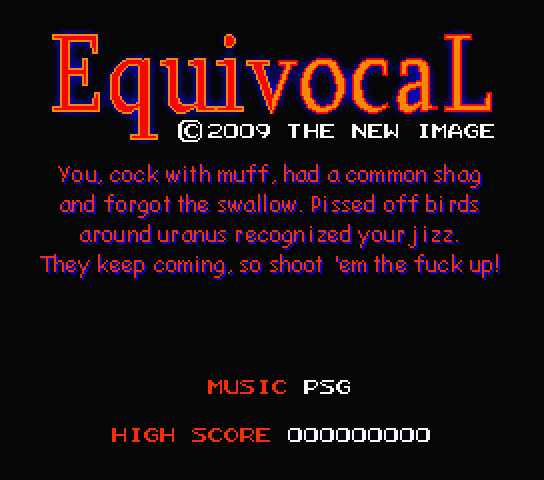 EquivocaL
©2009 THE NEW IMAGE
You, cock with muff, had a common shag
and forgot the swallow. Pissed off birds
around uranus recognized your jizz.
They keep coming, so shoot 'em the fuck up!
MUSIC PSG
HIGH SCORE 000000000